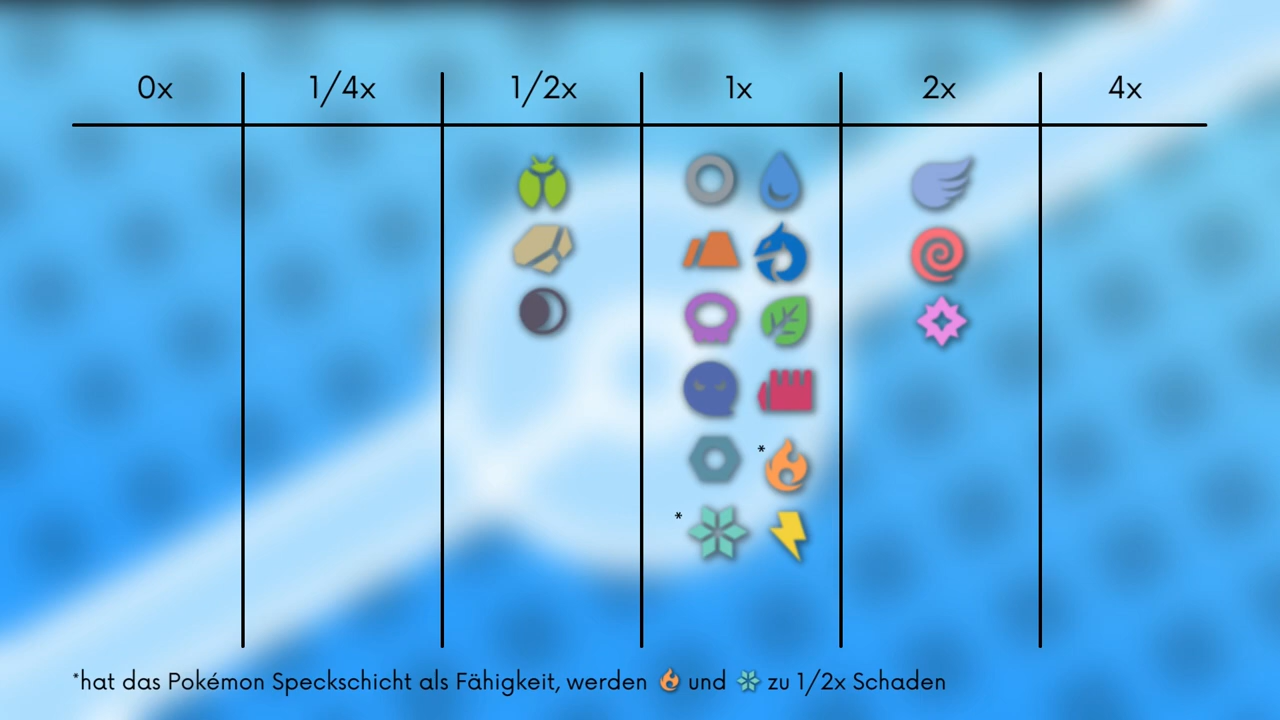 0x 1/4x 1/2x 1x 2x 4x
*
*
*hat das Pokémon Speckschicht als Fähigkeit, werden und zu 1/2x Schaden